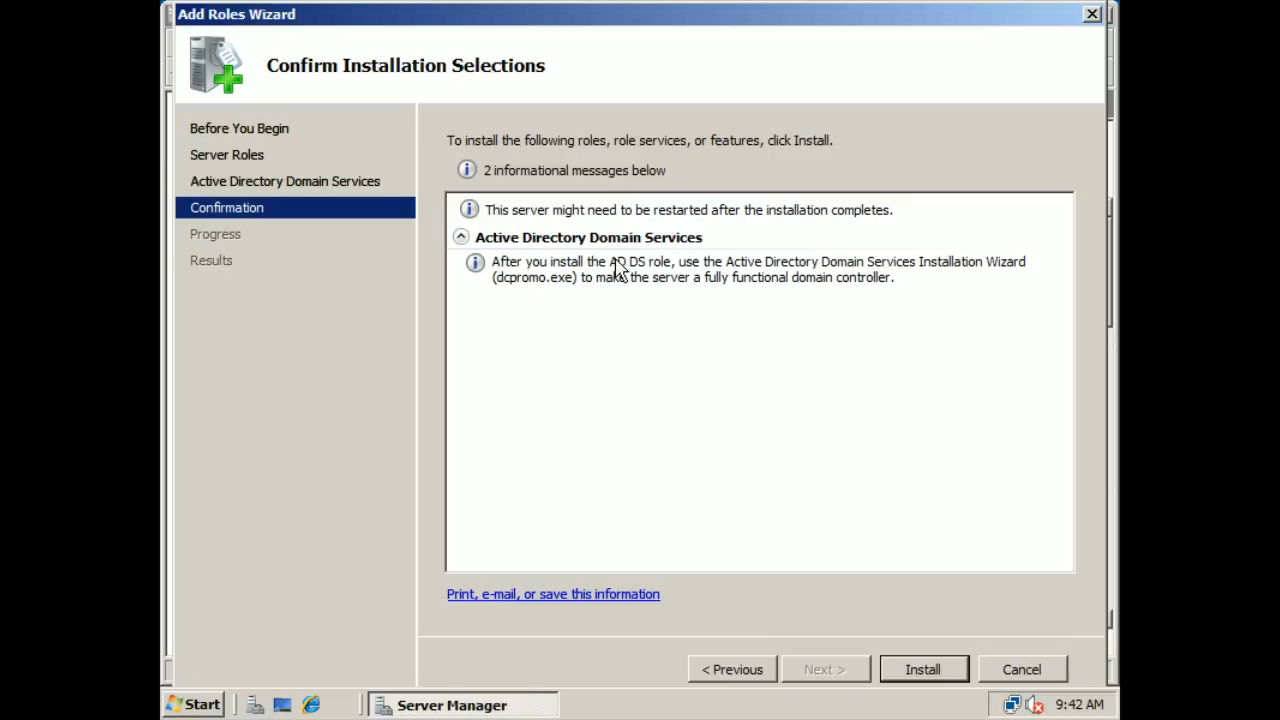 Add Roles Wizard
Confirm Installation Selections
Before You Begin
Server Roles
Active Directory Domain Services
Confirmation
Progress
Results
To install the following roles, role services, or features, click Install.
2 informational messages below
This server might need to be restarted after the installation completes.
Active Directory Domain Services
After you install the AD DS role, use the Active Directory Domain Services Installation Wizard
(dcpromo.exe) to make the server a fully functional domain controller.
Print, e-mail, or save this information
< Previous
Next >
Install
Cancel
Start
Server Manager
9:42 AM